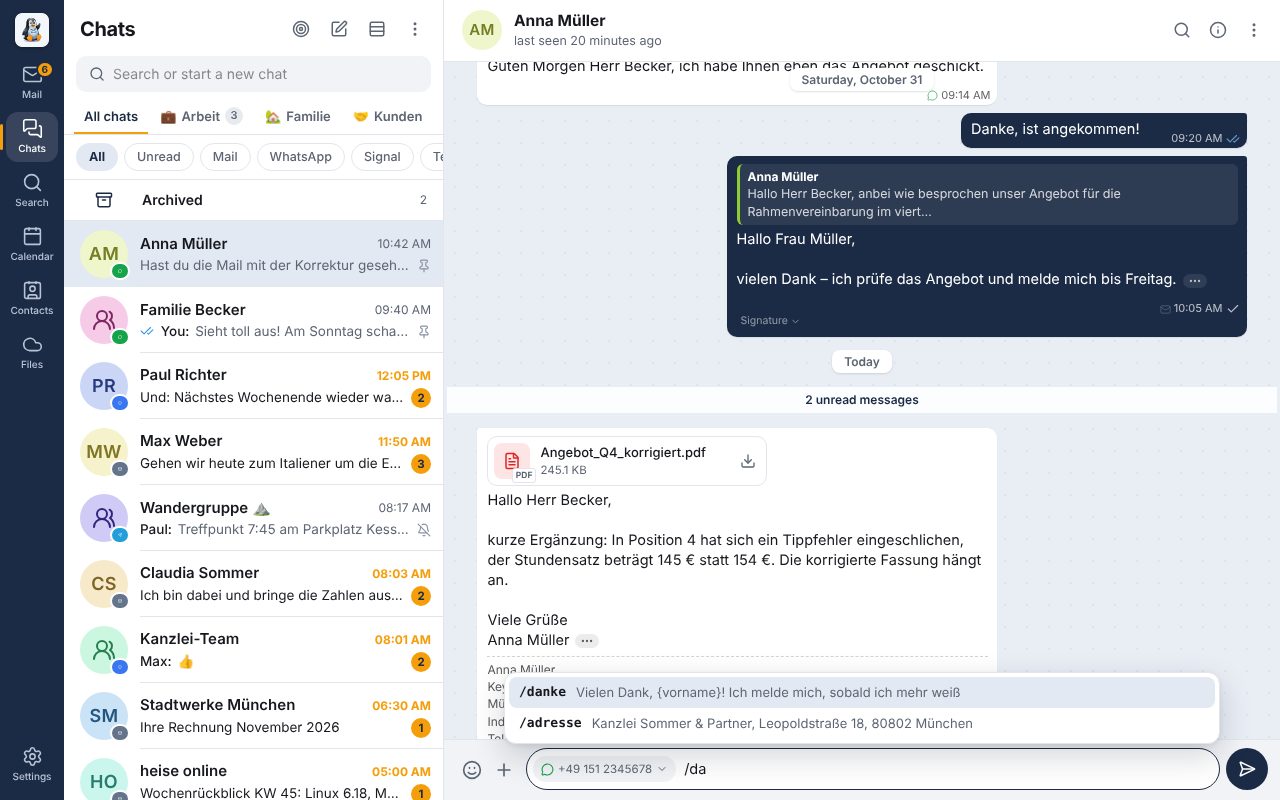 6
Mail
Chats
Search
Calendar
Contacts
Files
Settings
Chats
Search or start a new chat
All chats
💼 Arbeit 3
🏡 Familie
🤝 Kunden
All
Unread
Mail
WhatsApp
Signal
Te
Archived 2
AM
Anna Müller 10:42 AM
Hast du die Mail mit der Korrektur geseh...
Familie Becker 09:40 AM
You: Sieht toll aus! Am Sonntag scha...
PR
Paul Richter 12:05 PM
Und: Nächstes Wochenende wieder wa... 2
MW
Max Weber 11:50 AM
Gehen wir heute zum Italiener um die E... 3
Wandergruppe ⛰️ 08:17 AM
Paul: Treffpunkt 7:45 am Parkplatz Kess...
CS
Claudia Sommer 08:03 AM
Ich bin dabei und bringe die Zahlen aus... 2
Kanzlei-Team 08:01 AM
Max: 👍 2
SM
Stadtwerke München 06:30 AM
Ihre Rechnung November 2026 1
HO
heise online 05:00 AM
Wochenrückblick KW 45: Linux 6.18, M... 1
AM
Anna Müller
last seen 20 minutes ago
Guten Morgen Herr Becker, ich habe Ihnen eben das Angebot geschickt.
Saturday, October 31
09:14 AM
Danke, ist angekommen!
09:20 AM
Anna Müller
Hallo Herr Becker, anbei wie besprochen unser Angebot für die
Rahmenvereinbarung im viert...
Hallo Frau Müller,
vielen Dank – ich prüfe das Angebot und melde mich bis Freitag. ...
10:05 AM
Signature
Today
2 unread messages
Angebot_Q4_korrigiert.pdf
PDF
245.1 KB
Hallo Herr Becker,
kurze Ergänzung: In Position 4 hat sich ein Tippfehler eingeschlichen,
der Stundensatz beträgt 145 € statt 154 €. Die korrigierte Fassung hängt
an.
Viele Grüße
Anna Müller ...
Anna Müller
/danke Vielen Dank, {vorname}! Ich melde mich, sobald ich mehr weiß
/adresse Kanzlei Sommer & Partner, Leopoldstraße 18, 80802 München
+49 151 2345678
/da